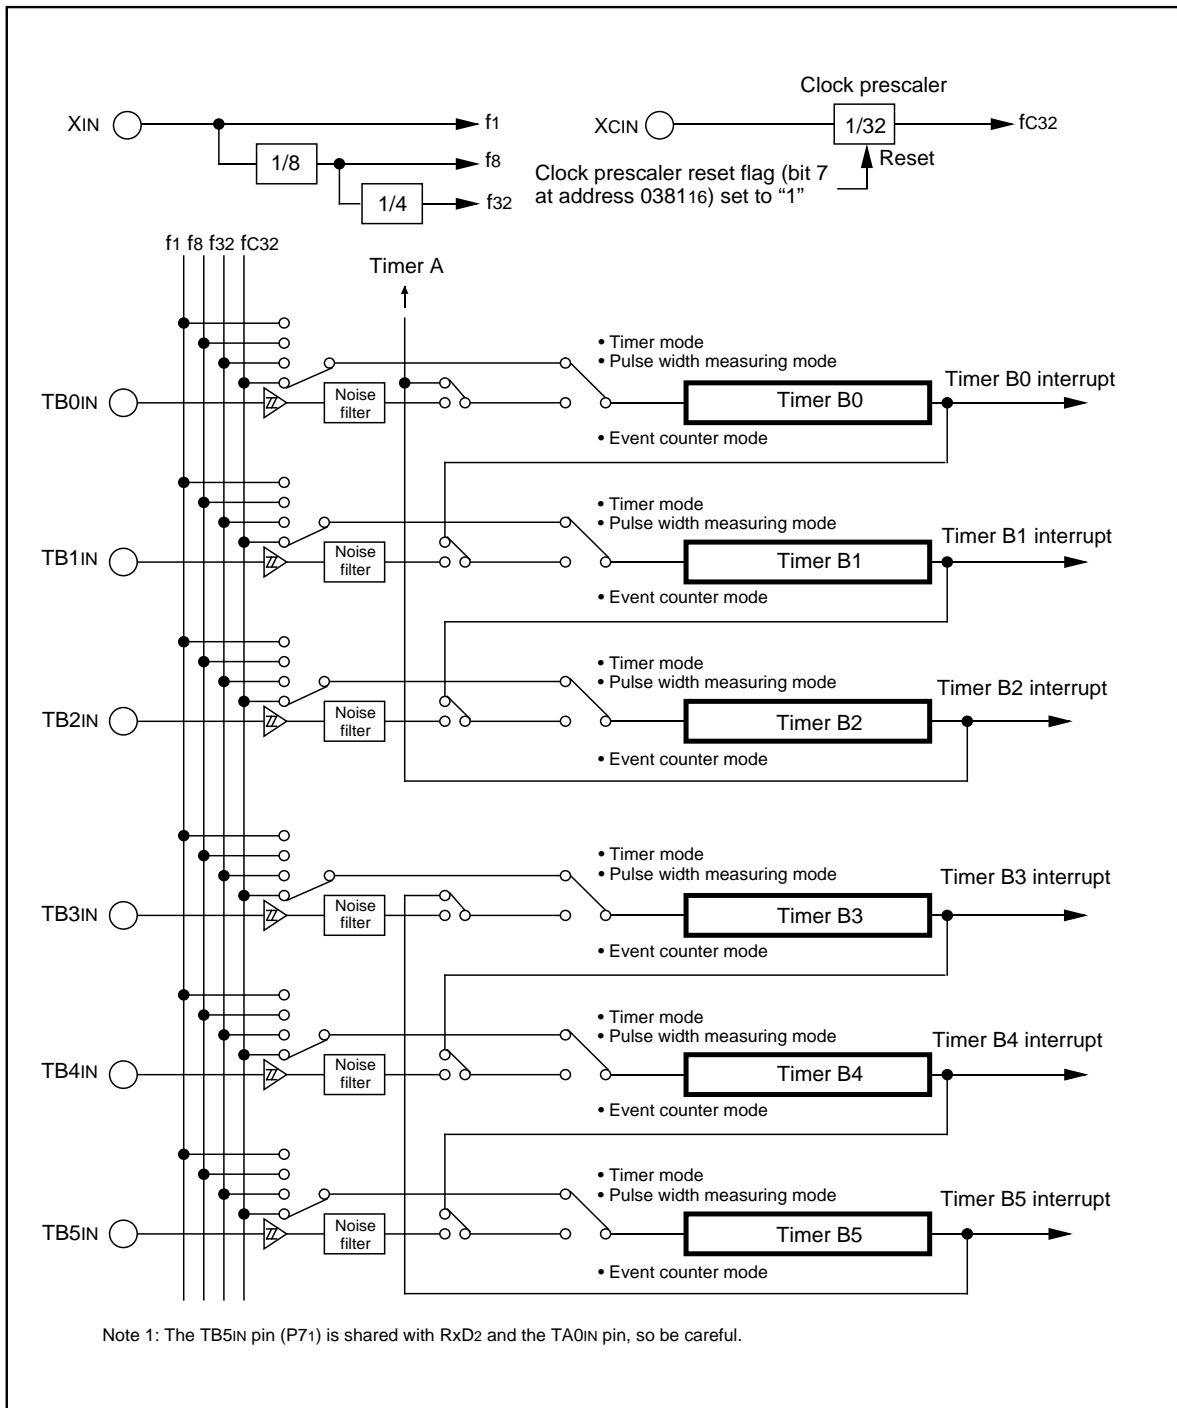 Clock prescaler
XIN
f1
XCIN
1/32
fC32
1/8
f8
Reset
Clock prescaler reset flag (bit 7
at address 038116) set to “1”
1/4
f32
f1 f8 f32 fC32
Timer A
• Timer mode
• Pulse width measuring mode
TB0IN
Noise
filter
Timer B0
Timer B0 interrupt
• Event counter mode
• Timer mode
• Pulse width measuring mode
TB1IN
Noise
filter
Timer B1
Timer B1 interrupt
• Event counter mode
• Timer mode
• Pulse width measuring mode
TB2IN
Noise
filter
Timer B2
Timer B2 interrupt
• Event counter mode
• Timer mode
• Pulse width measuring mode
TB3IN
Noise
filter
Timer B3
Timer B3 interrupt
• Event counter mode
• Timer mode
• Pulse width measuring mode
TB4IN
Noise
filter
Timer B4
Timer B4 interrupt
• Event counter mode
• Timer mode
• Pulse width measuring mode
TB5IN
Noise
filter
Timer B5
Timer B5 interrupt
• Event counter mode
Note 1: The TB5IN pin (P71) is shared with RxD2 and the TA0IN pin, so be careful.